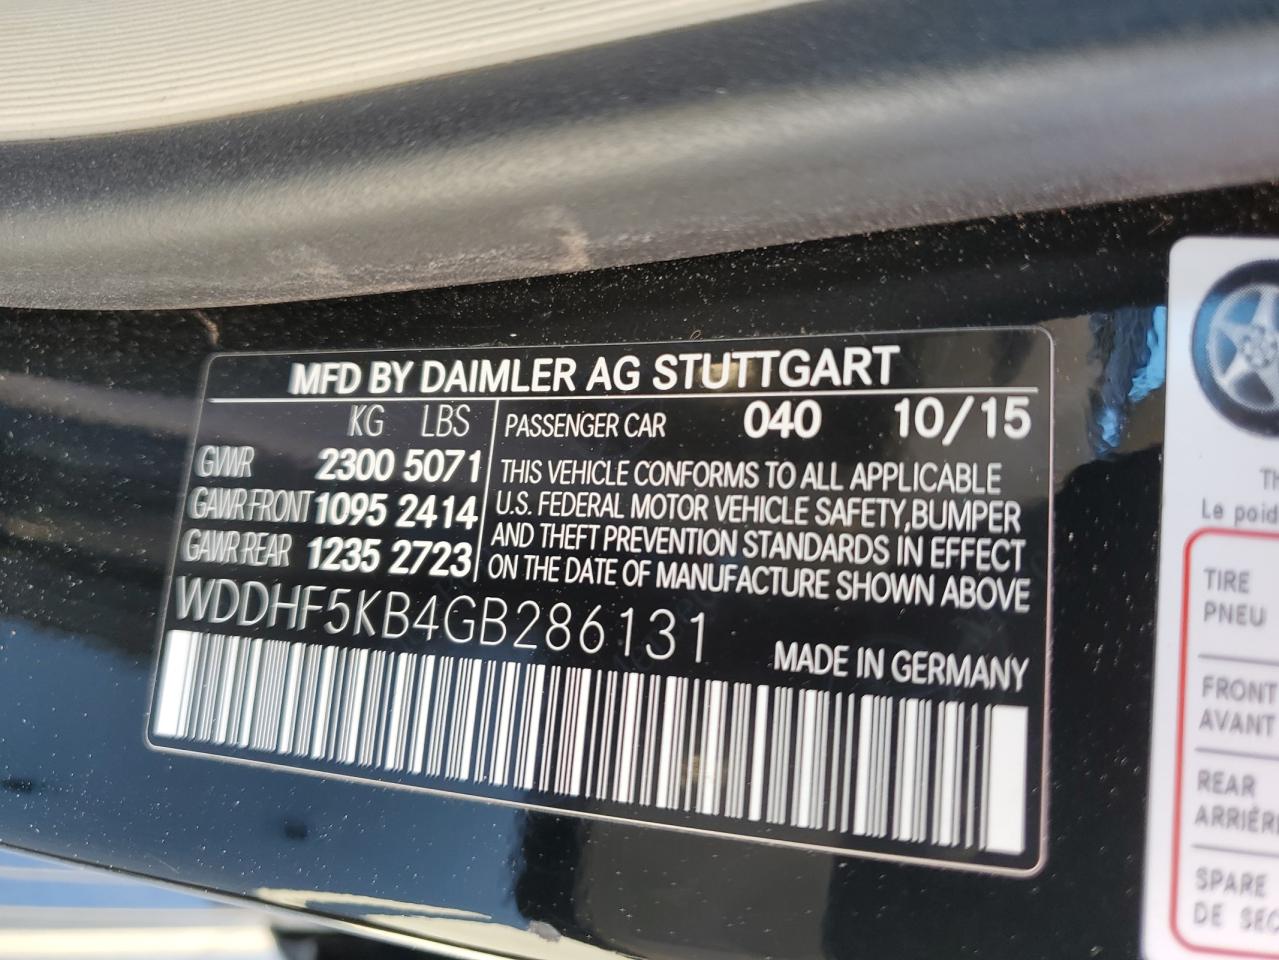 MFD BY DAIMLER AG STUTTGART
KG LBS
GVWR 2300 5071
GAWR FRONT 1095 2414
GAWR REAR 1235 2723
PASSENGER CAR 040 10/15
THIS VEHICLE CONFORMS TO ALL APPLICABLE
U.S. FEDERAL MOTOR VEHICLE SAFETY, BUMPER
AND THEFT PREVENTION STANDARDS IN EFFECT
ON THE DATE OF MANUFACTURE SHOWN ABOVE
WDDHF5KB4GB286131
MADE IN GERMANY
Le poid
TIRE
PNEU
FRONT
AVANT
REAR
ARRIÈRE
SPARE
DE SEC